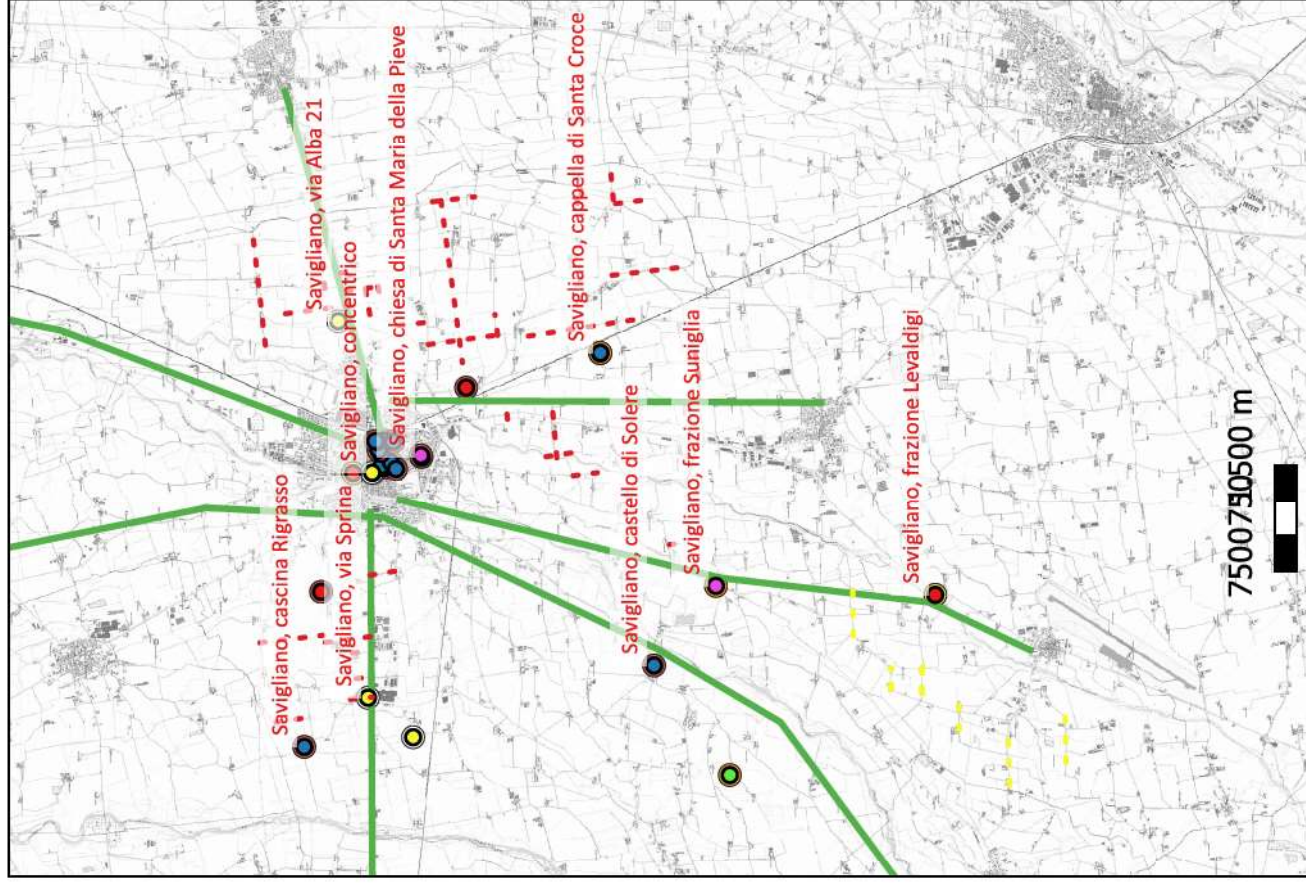 Savigliano, cascina Rigrasso
Savigliano, via Sprina
Savigliano, via Alba 21
Savigliano, concentrico
Savigliano, chiesa di Santa Maria della Pieve
Savigliano, cappella di Santa Croce
Savigliano, castello di Solere
Savigliano, frazione Suniglia
Savigliano, frazione Levaldigi
m